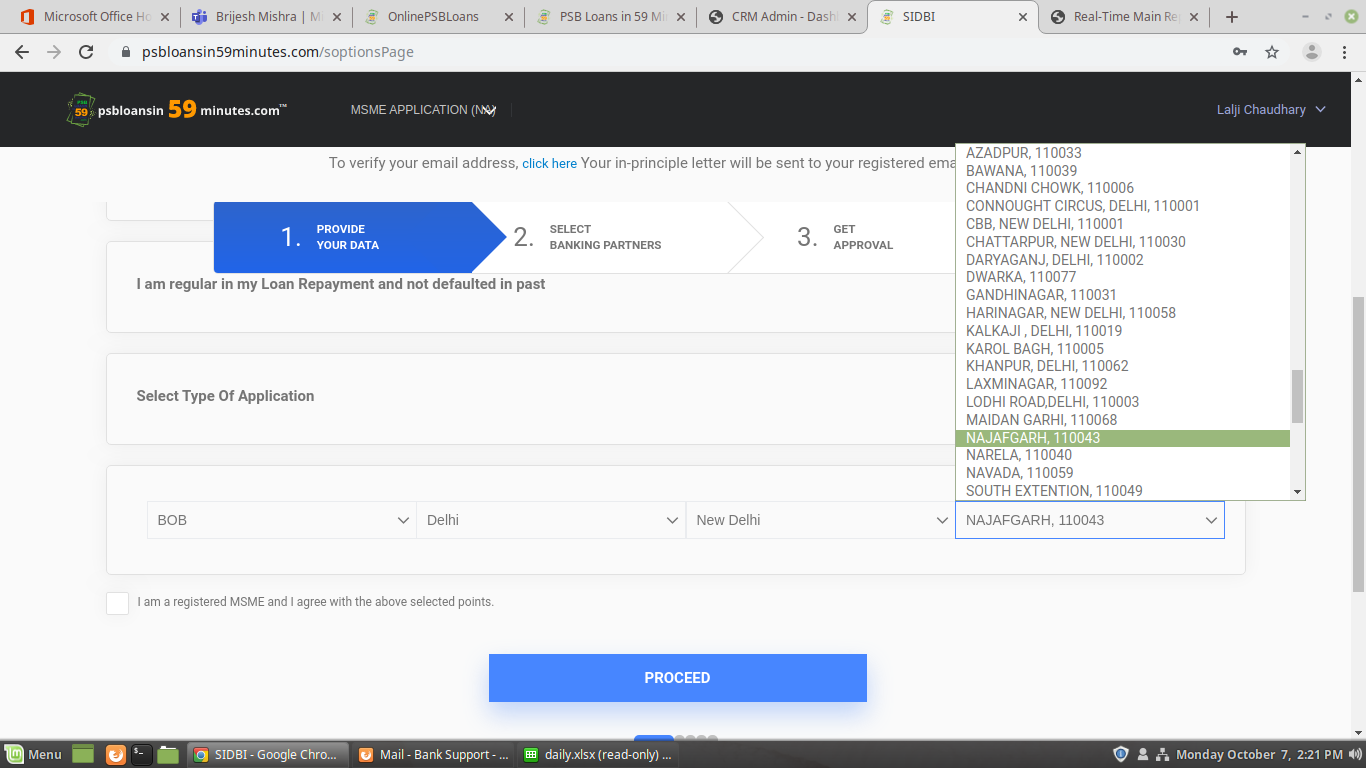 Microsoft Office Ho
Brijesh Mishra | Mi
OnlinePSBLoans
PSB Loans in 59 Mi
CRM Admin - Dash
SIDBI
Real-Time Main Re
psbloansin59minutes.com/soptionsPage
PSB 59 psbloansin 59 minutes.com™
MSME APPLICATION (NA)
Lalji Chaudhary
To verify your email address, click here Your in-principle letter will be sent to your registered ema
1. PROVIDE
YOUR DATA
2. SELECT
BANKING PARTNERS
3. GET
APPROVAL
I am regular in my Loan Repayment and not defaulted in past
Select Type Of Application
AZADPUR, 110033
BAWANA, 110039
CHANDNI CHOWK, 110006
CONNOUGHT CIRCUS, DELHI, 110001
CBB, NEW DELHI, 110001
CHATTARPUR, NEW DELHI, 110030
DARYAGANJ, DELHI, 110002
DWARKA, 110077
GANDHINAGAR, 110031
HARINAGAR, NEW DELHI, 110058
KALKAJI , DELHI, 110019
KAROL BAGH, 110005
KHANPUR, DELHI, 110062
LAXMINAGAR, 110092
LODHI ROAD,DELHI, 110003
MAIDAN GARHI, 110068
NAJAFGARH, 110043
NARELA, 110040
NAVADA, 110059
SOUTH EXTENTION, 110049
BOB
Delhi
New Delhi
NAJAFGARH, 110043
I am a registered MSME and I agree with the above selected points.
PROCEED
Menu
SIDBI - Google Chro...
Mail - Bank Support - ...
daily.xlsx (read-only) ...
Monday October 7, 2:21 PM